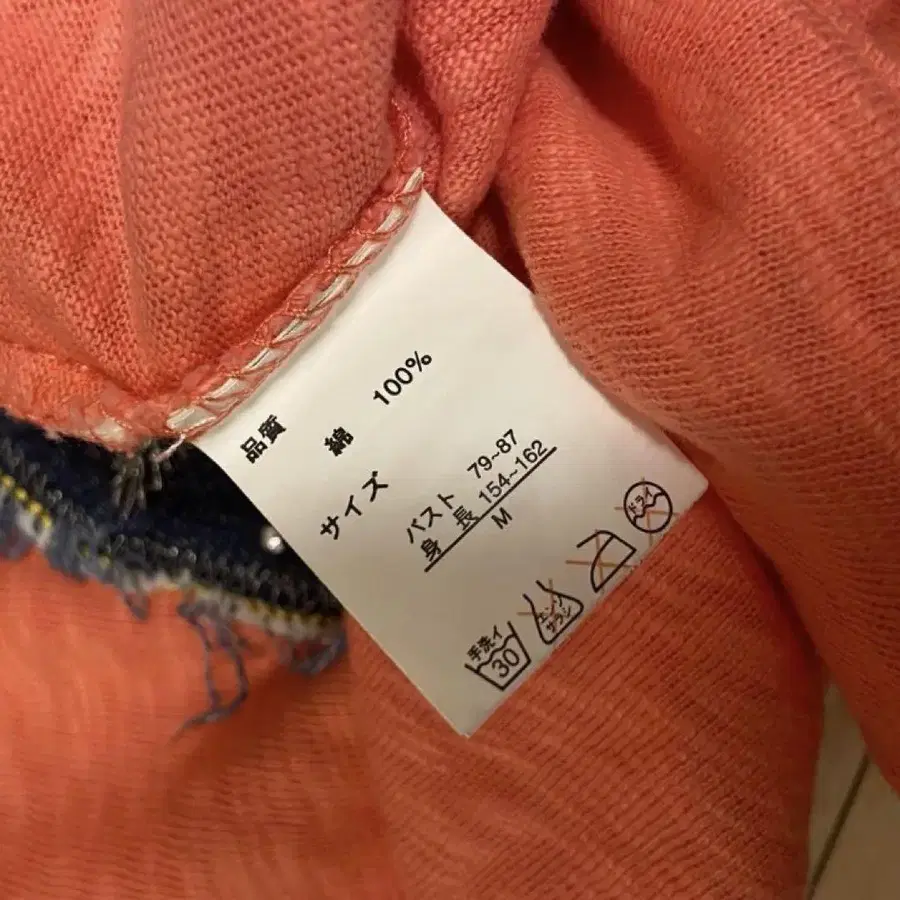 品質
綿 100%
サイズ
バスト 79~87
身長 154~162
M
手洗イ
30
エンソ
サラシ
ドライ